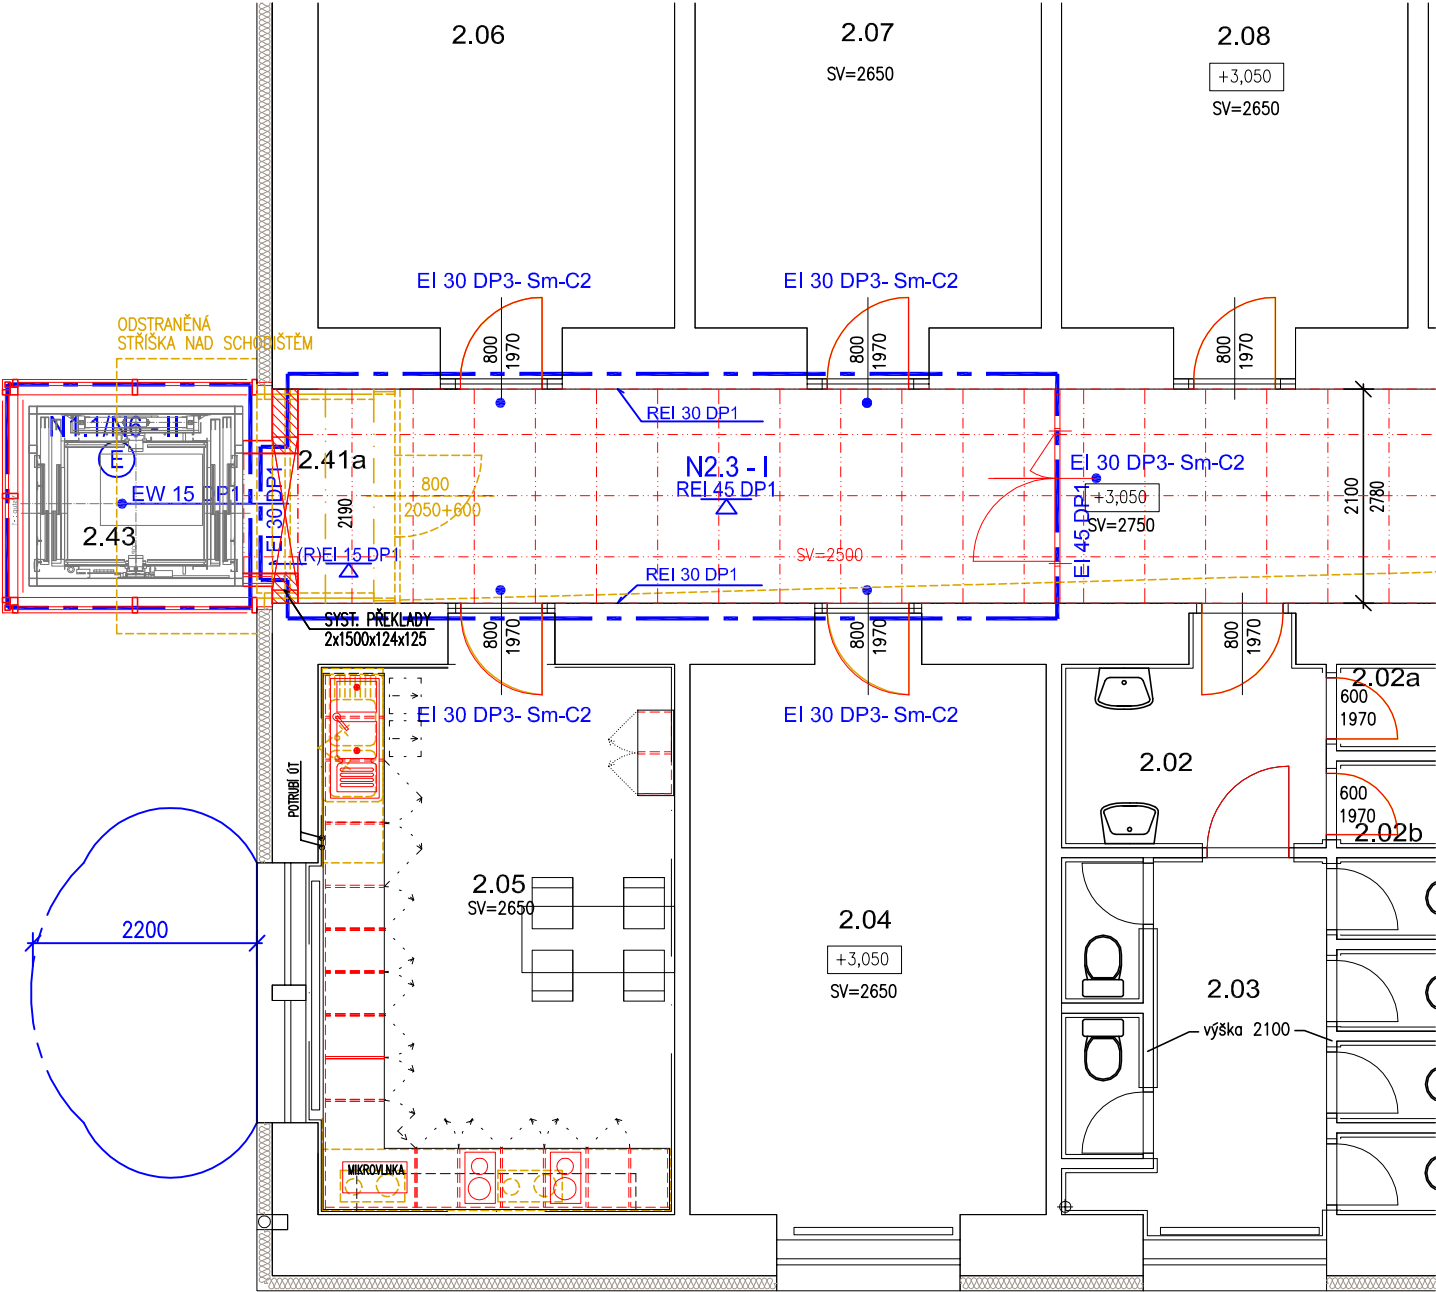 2.06
2.07
SV=2650
2.08
+3,050
SV=2650
EI 30 DP3- Sm-C2
EI 30 DP3- Sm-C2
ODSTRANĚNÁ
STŘÍŠKA NAD SCHODIŠTĚM
800
1970
800
1970
800
1970
N1.1/N6 - II
E
EW 15 DP1
2.43
EI 30 DP1
2.41a
2190
(R)EI 15 DP1
800
2050+600
REI 30 DP1
N2.3 - I
REI 45 DP1
SV=2500
REI 30 DP1
EI 30 DP3- Sm-C2
+3,050
SV=2750
EI 45 DP1
2100
2780
SYST. PŘEKLADY
2x1500x124x125
800
1970
800
1970
800
1970
EI 30 DP3- Sm-C2
EI 30 DP3- Sm-C2
2.02a
600
1970
2.02
600
1970
2.02b
POTRUBÍ ÚT
2.05
SV=2650
2200
2.04
+3,050
SV=2650
2.03
výška 2100
MIKROVLNKA